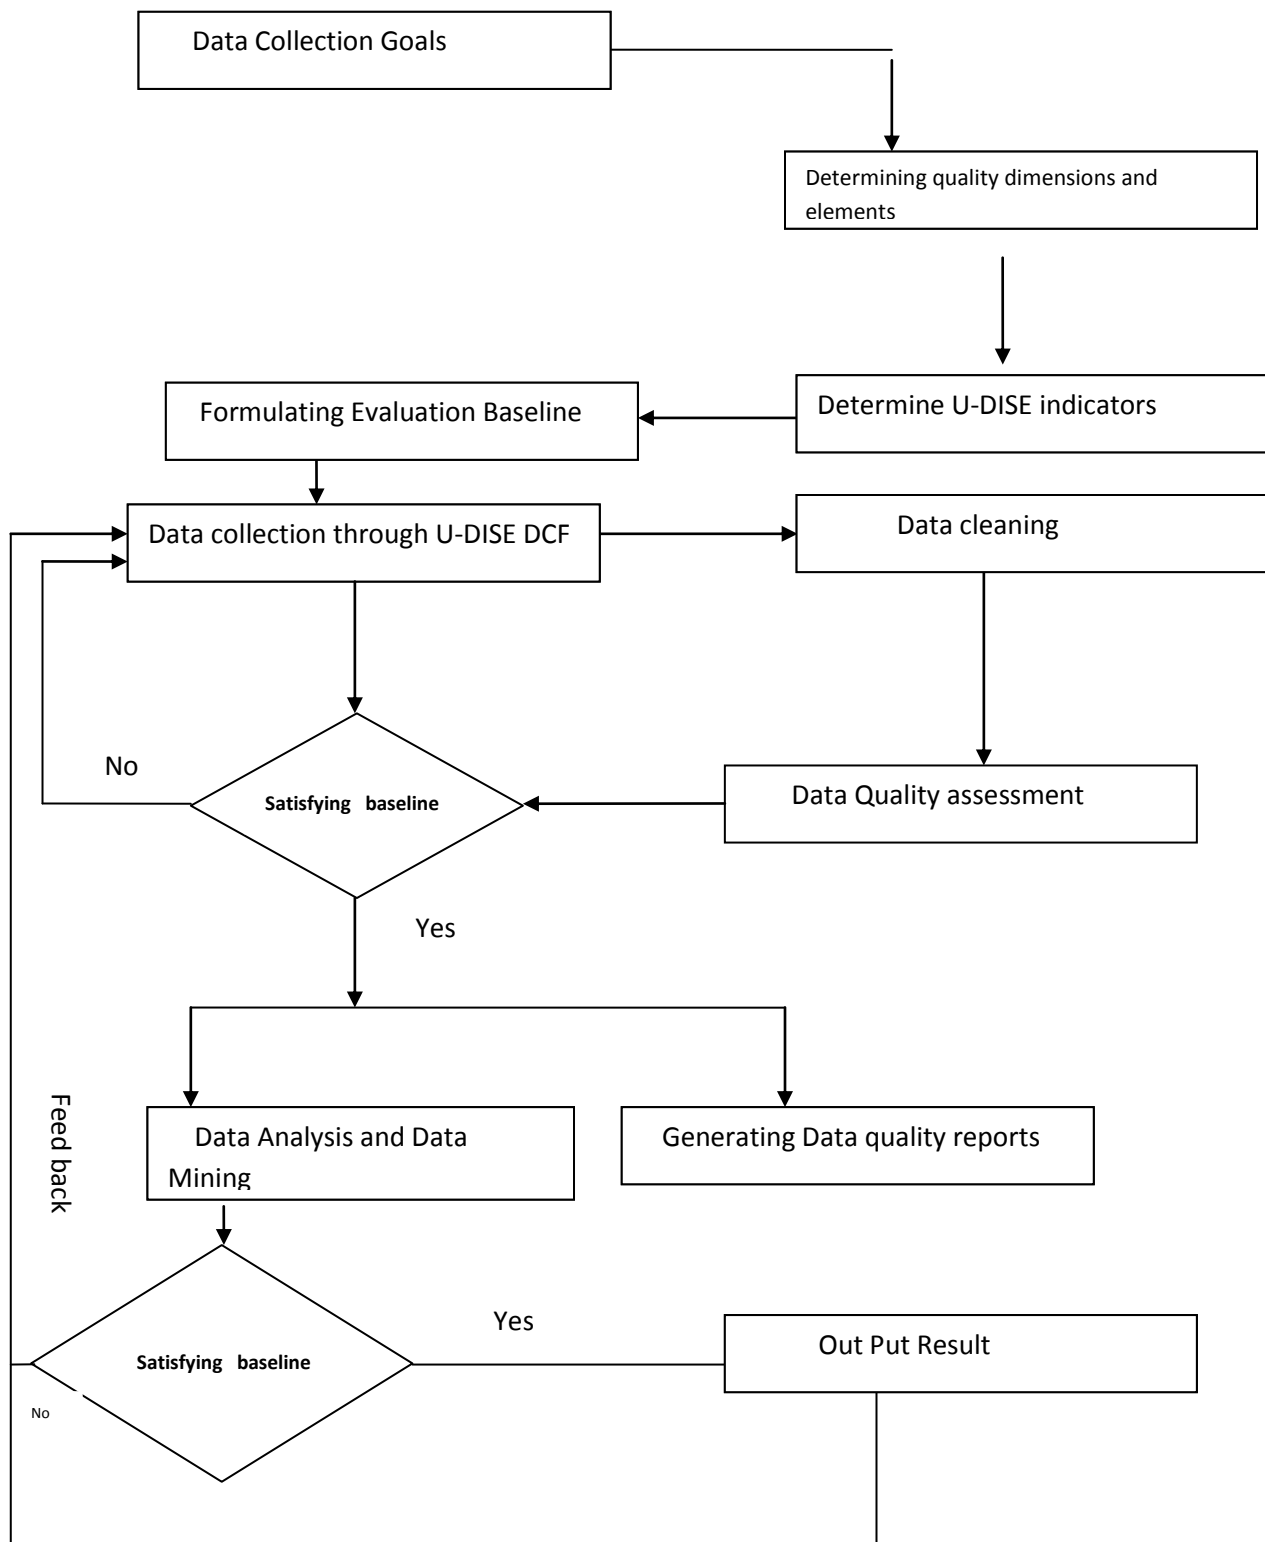 Data Collection Goals
Determining quality dimensions and
elements
Determine U-DISE indicators
Formulating Evaluation Baseline
Data collection through U-DISE DCF
Data cleaning
No
Satisfying baseline
Data Quality assessment
Yes
Feed back
Data Analysis and Data
Mining
Generating Data quality reports
Yes
Satisfying baseline
Out Put Result
No